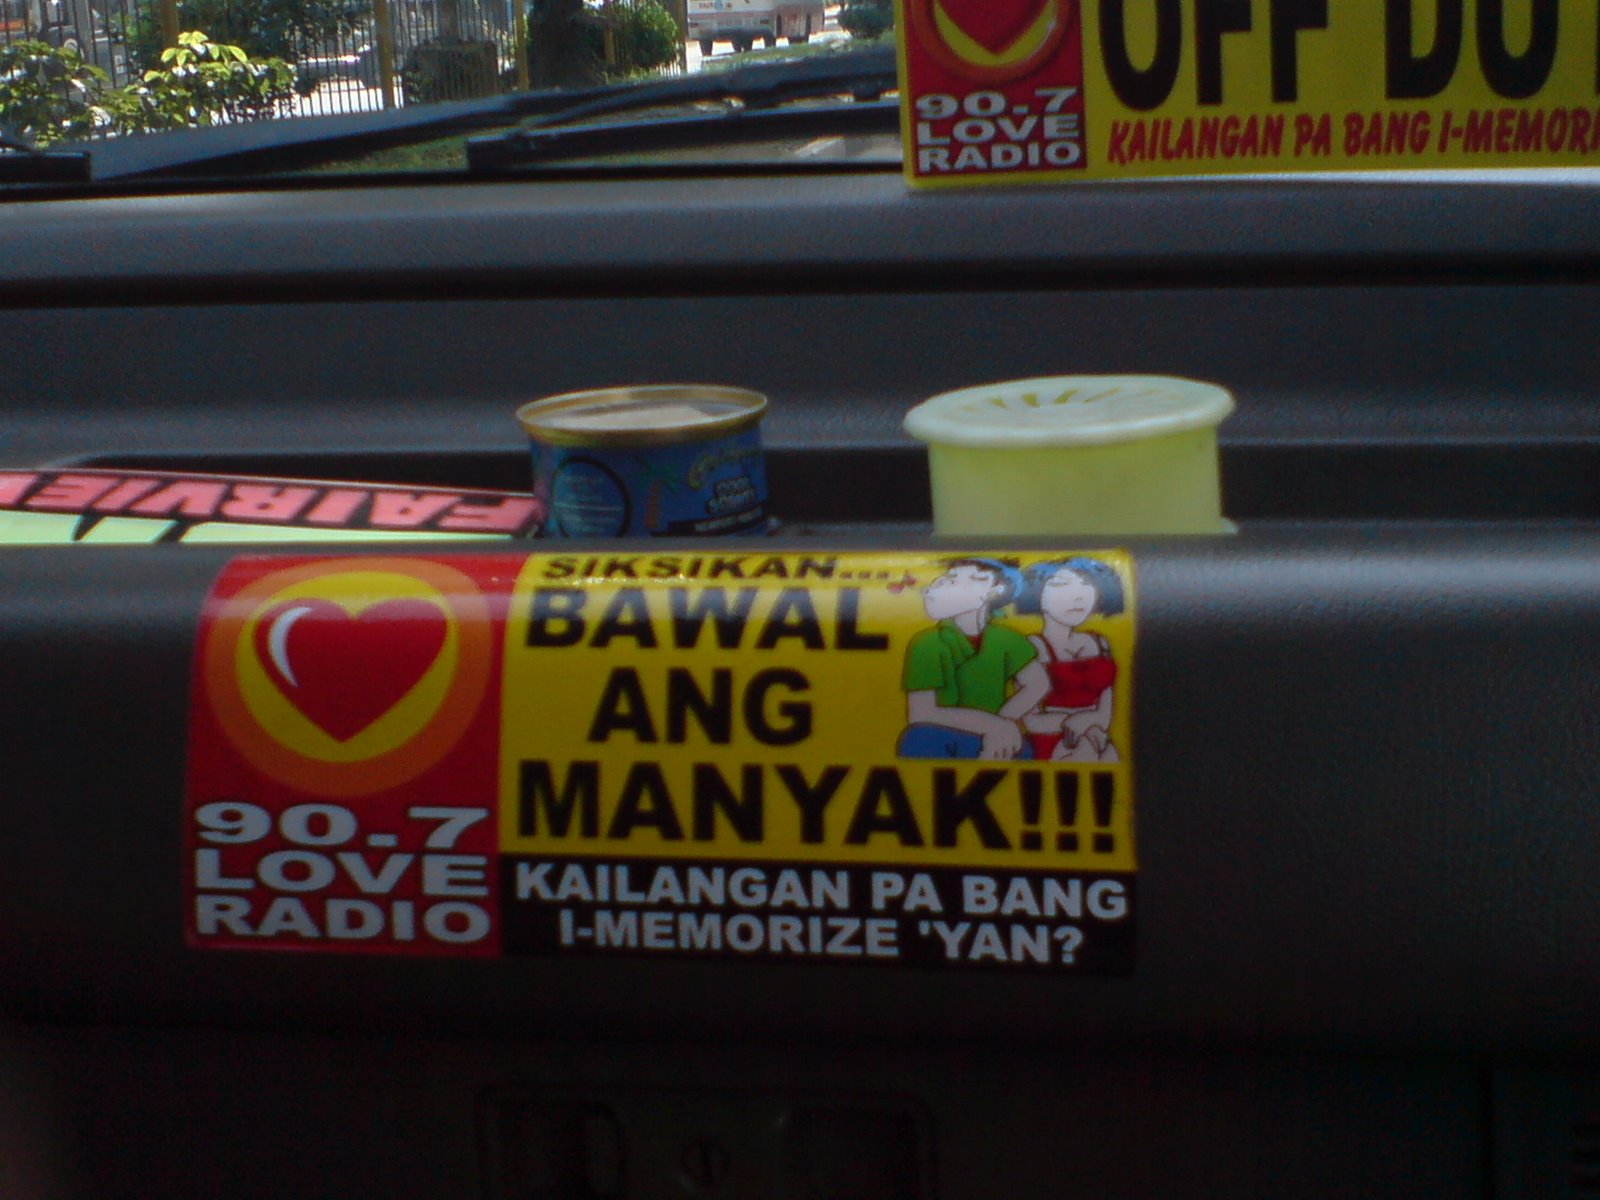 OFF DU
90.7
LOVE
RADIO
KAILANGAN PA BANG I-MEMORI
FAIRVIE
SIKSIKAN...
BAWAL
ANG
MANYAK!!!
90.7
LOVE
RADIO
KAILANGAN PA BANG
I-MEMORIZE 'YAN?